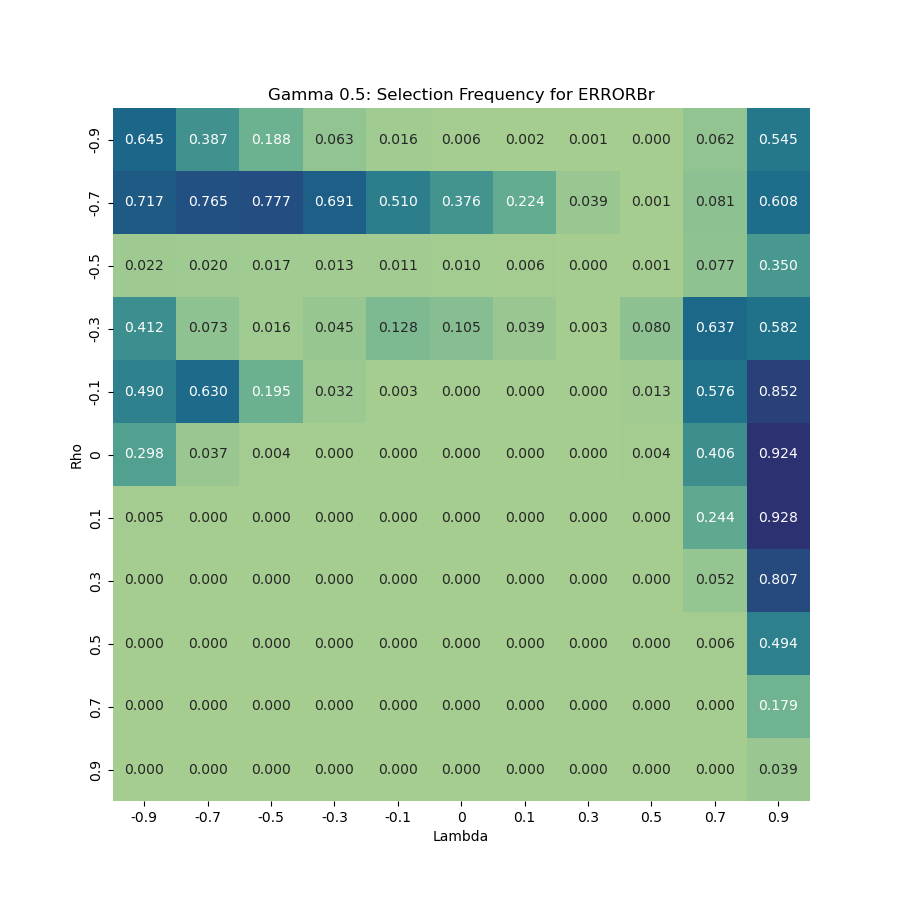 Gamma 0.5: Selection Frequency for ERRORBr
-0.9 0.645 0.387 0.188 0.063 0.016 0.006 0.002 0.001 0.000 0.062 0.545
-0.7 0.717 0.765 0.777 0.691 0.510 0.376 0.224 0.039 0.001 0.081 0.608
-0.5 0.022 0.020 0.017 0.013 0.011 0.010 0.006 0.000 0.001 0.077 0.350
-0.3 0.412 0.073 0.016 0.045 0.128 0.105 0.039 0.003 0.080 0.637 0.582
-0.1 0.490 0.630 0.195 0.032 0.003 0.000 0.000 0.000 0.013 0.576 0.852
Rho
0 0.298 0.037 0.004 0.000 0.000 0.000 0.000 0.000 0.004 0.406 0.924
0.1 0.005 0.000 0.000 0.000 0.000 0.000 0.000 0.000 0.000 0.244 0.928
0.3 0.000 0.000 0.000 0.000 0.000 0.000 0.000 0.000 0.000 0.052 0.807
0.5 0.000 0.000 0.000 0.000 0.000 0.000 0.000 0.000 0.000 0.006 0.494
0.7 0.000 0.000 0.000 0.000 0.000 0.000 0.000 0.000 0.000 0.000 0.179
0.9 0.000 0.000 0.000 0.000 0.000 0.000 0.000 0.000 0.000 0.000 0.039
-0.9 -0.7 -0.5 -0.3 -0.1 0 0.1 0.3 0.5 0.7 0.9
Lambda